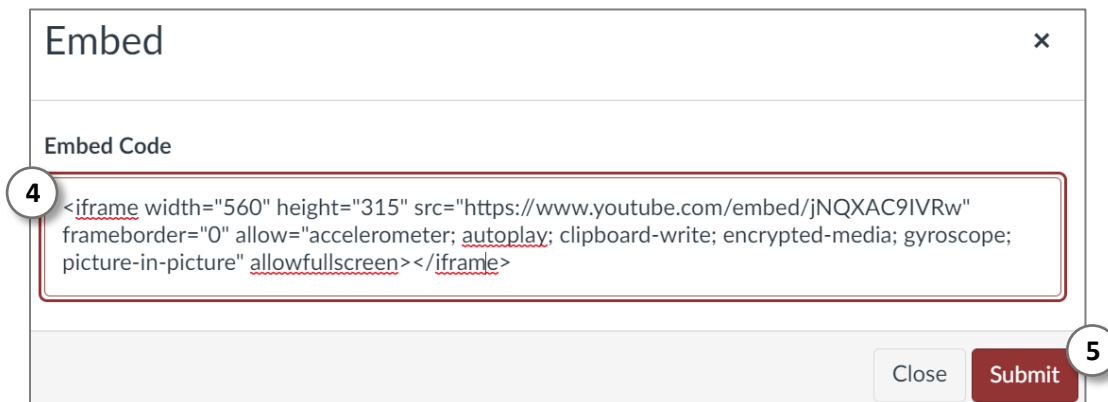 Embed
×
Embed Code
4
<iframe width="560" height="315" src="https://www.youtube.com/embed/jNQXAC9IVRw"
frameborder="0" allow="accelerometer; autoplay; clipboard-write; encrypted-media; gyroscope;
picture-in-picture" allowfullscreen></iframe>
5
Close Submit